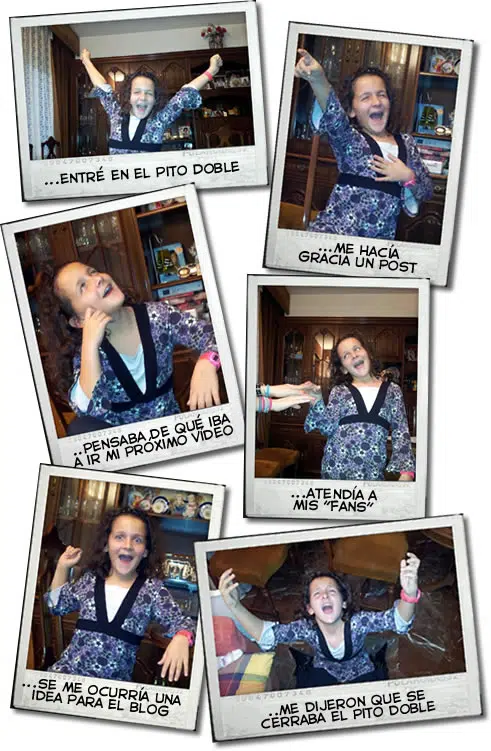 ...ENTRÉ EN EL PITO DOBLE
...ME HACÍA
GRACIA UN POST
..PENSABA DE QUÉ IBA
A IR MI PRÓXIMO VÍDEO
...ATENDÍA A
MIS "FANS"
...SE ME OCURRÍA UNA
IDEA PARA EL BLOG
...ME DIJERON QUE SE
CERRABA EL PITO DOBLE